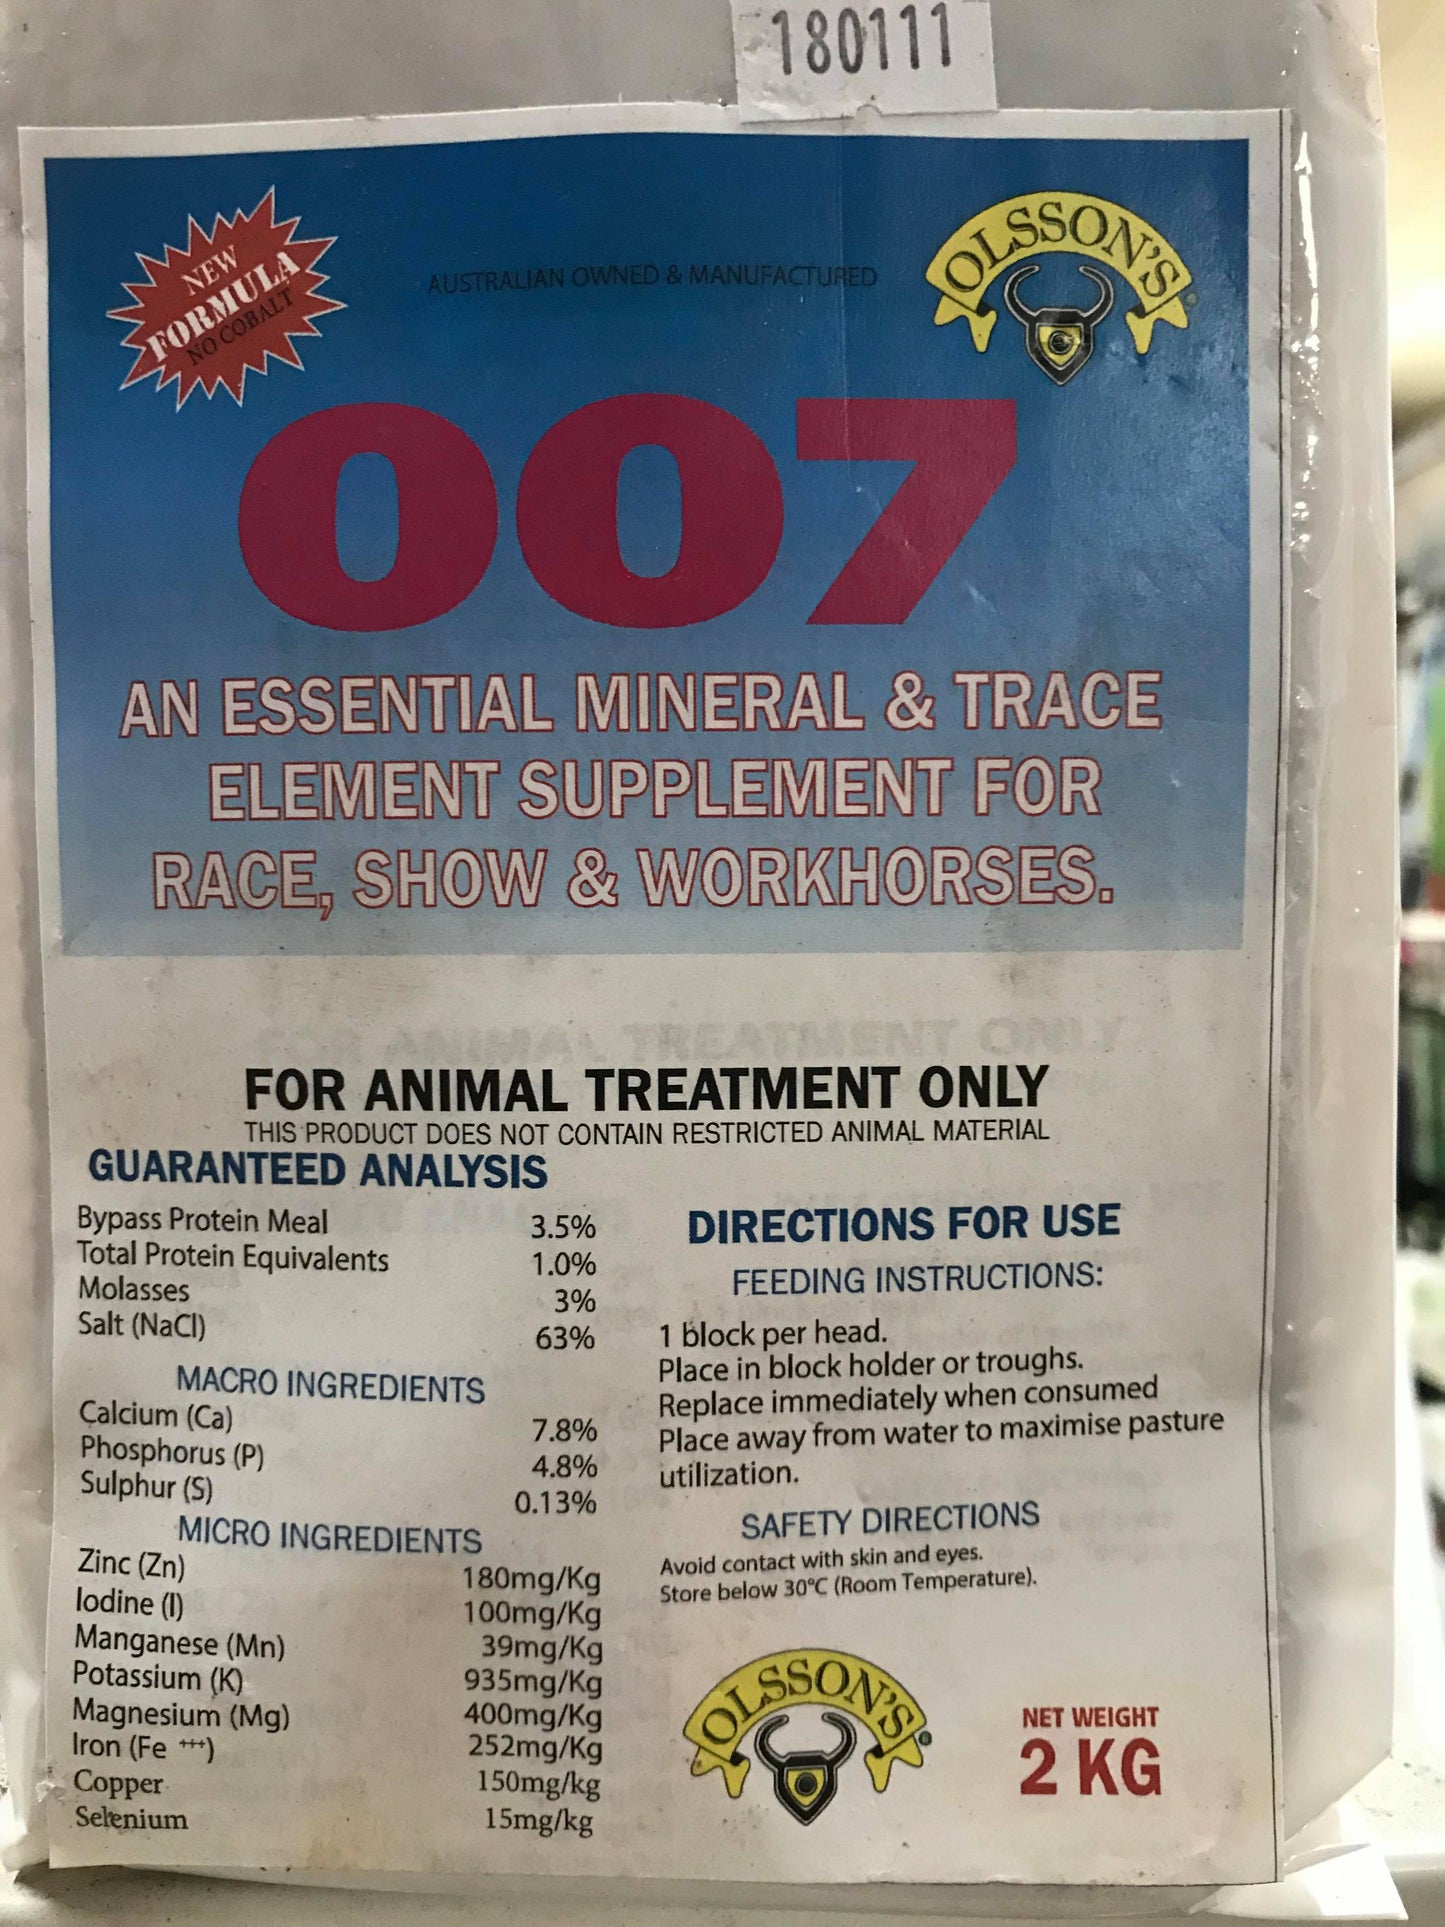 180111
NEW
FORMULA
NO COBALT
AUSTRALIAN OWNED & MANUFACTURED
OLSSON'S
007
AN ESSENTIAL MINERAL & TRACE
ELEMENT SUPPLEMENT FOR
RACE, SHOW & WORKHORSES.
FOR ANIMAL TREATMENT ONLY
FOR ANIMAL TREATMENT ONLY
THIS PRODUCT DOES NOT CONTAIN RESTRICTED ANIMAL MATERIAL
GUARANTEED ANALYSIS
Bypass Protein Meal 3.5%
Total Protein Equivalents 1.0%
Molasses 3%
Salt (NaCl) 63%
MACRO INGREDIENTS
Calcium (Ca) 7.8%
Phosphorus (P) 4.8%
Sulphur (S) 0.13%
MICRO INGREDIENTS
Zinc (Zn) 180mg/Kg
Iodine (I) 100mg/Kg
Manganese (Mn) 39mg/Kg
Potassium (K) 935mg/Kg
Magnesium (Mg) 400mg/Kg
Iron (Fe +++) 252mg/Kg
Copper 150mg/kg
Selenium 15mg/kg
DIRECTIONS FOR USE
FEEDING INSTRUCTIONS:
1 block per head.
Place in block holder or troughs.
Replace immediately when consumed
Place away from water to maximise pasture
utilization.
SAFETY DIRECTIONS
Avoid contact with skin and eyes.
Store below 30°C (Room Temperature).
OLSSON'S
NET WEIGHT
2 KG